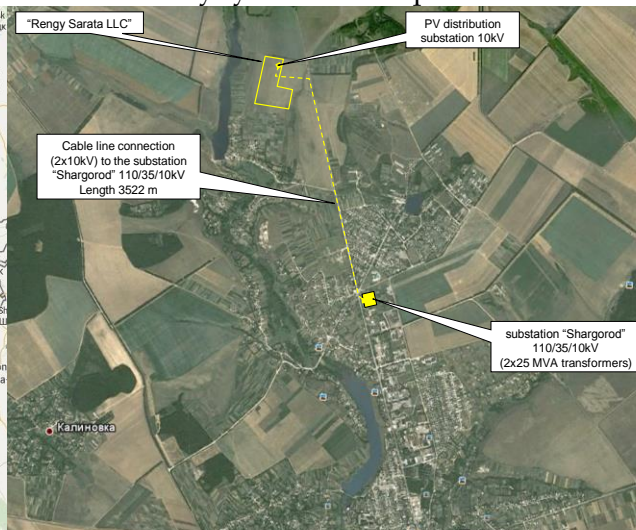 “Rengy Sarata LLC”
PV distribution
substation 10kV
Cable line connection
(2x10kV) to the substation
“Shargorod” 110/35/10kV
Length 3522 m
substation “Shargorod”
110/35/10kV
(2x25 MVA transformers)
Калиновка